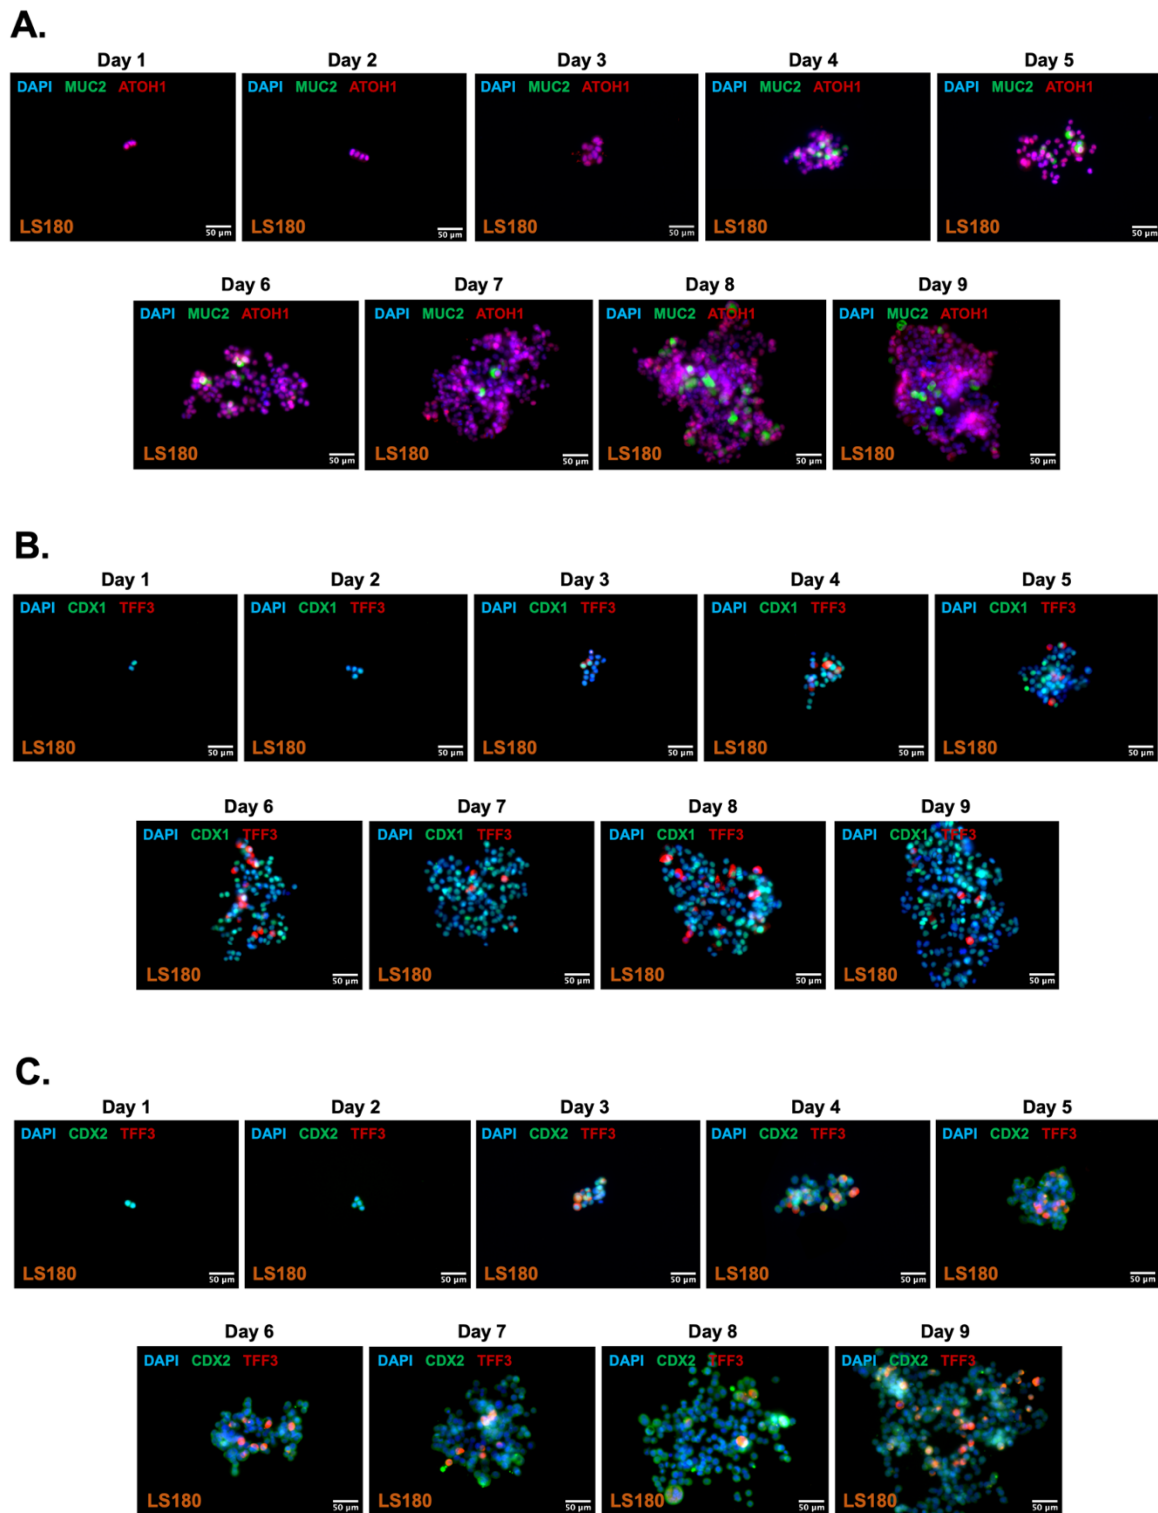 A.
Day 1 Day 2 Day 3 Day 4 Day 5
DAPI MUC2 ATOH1 DAPI MUC2 ATOH1 DAPI MUC2 ATOH1 DAPI MUC2 ATOH1 DAPI MUC2 ATOH1
LS180 50 µm LS180 50 µm LS180 50 µm LS180 50 µm LS180 50 µm
Day 6 Day 7 Day 8 Day 9
DAPI MUC2 ATOH1 DAPI MUC2 ATOH1 DAPI MUC2 ATOH1 DAPI MUC2 ATOH1
LS180 50 µm LS180 50 µm LS180 50 µm LS180 50 µm
B.
Day 1 Day 2 Day 3 Day 4 Day 5
DAPI CDX1 TFF3 DAPI CDX1 TFF3 DAPI CDX1 TFF3 DAPI CDX1 TFF3 DAPI CDX1 TFF3
LS180 50 µm LS180 50 µm LS180 50 µm LS180 50 µm LS180 50 µm
Day 6 Day 7 Day 8 Day 9
DAPI CDX1 TFF3 DAPI CDX1 TFF3 DAPI CDX1 TFF3 DAPI CDX1 TFF3
LS180 50 µm LS180 50 µm LS180 50 µm LS180 50 µm
C.
Day 1 Day 2 Day 3 Day 4 Day 5
DAPI CDX2 TFF3 DAPI CDX2 TFF3 DAPI CDX2 TFF3 DAPI CDX2 TFF3 DAPI CDX2 TFF3
LS180 50 µm LS180 50 µm LS180 50 µm LS180 50 µm LS180 50 µm
Day 6 Day 7 Day 8 Day 9
DAPI CDX2 TFF3 DAPI CDX2 TFF3 DAPI CDX2 TFF3 DAPI CDX2 TFF3
LS180 50 µm LS180 50 µm LS180 50 µm LS180 50 µm